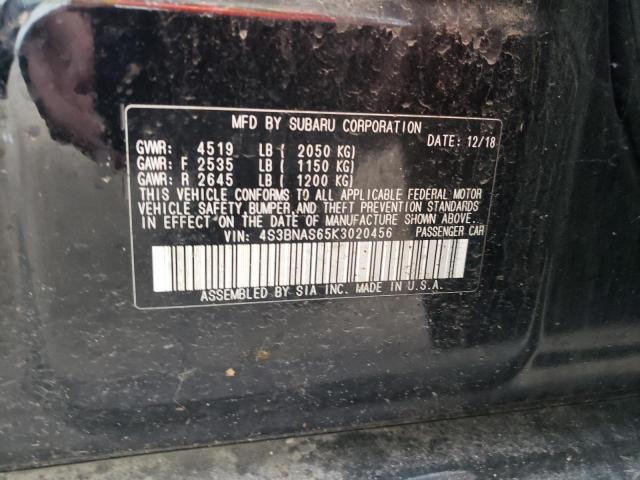 MFD BY SUBARU CORPORATION
GVWR: 4519 LB ( 2050 KG) DATE: 12/18
GAWR: F 2535 LB ( 1150 KG)
GAWR: R 2645 LB ( 1200 KG)
THIS VEHICLE CONFORMS TO ALL APPLICABLE FEDERAL MOTOR
VEHICLE SAFETY, BUMPER, AND THEFT PREVENTION STANDARDS
IN EFFECT ON THE DATE OF MANUFACTURE SHOWN ABOVE.
VIN: 4S3BNAS65K3020456 PASSENGER CAR
ASSEMBLED BY SIA INC. MADE IN U.S.A.